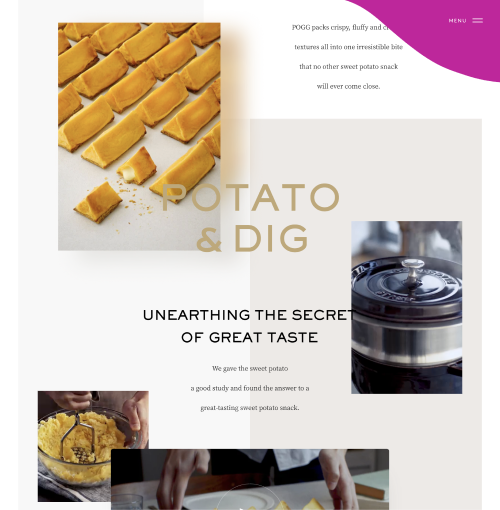 MENU
POGG packs crispy, fluffy and
textures all into one irresistible bite
that no other sweet potato snack
will ever come close.
POTATO
& DIG
UNEARTHING THE SECRET
OF GREAT TASTE
We gave the sweet potato
a good study and found the answer to a
great-tasting sweet potato snack.